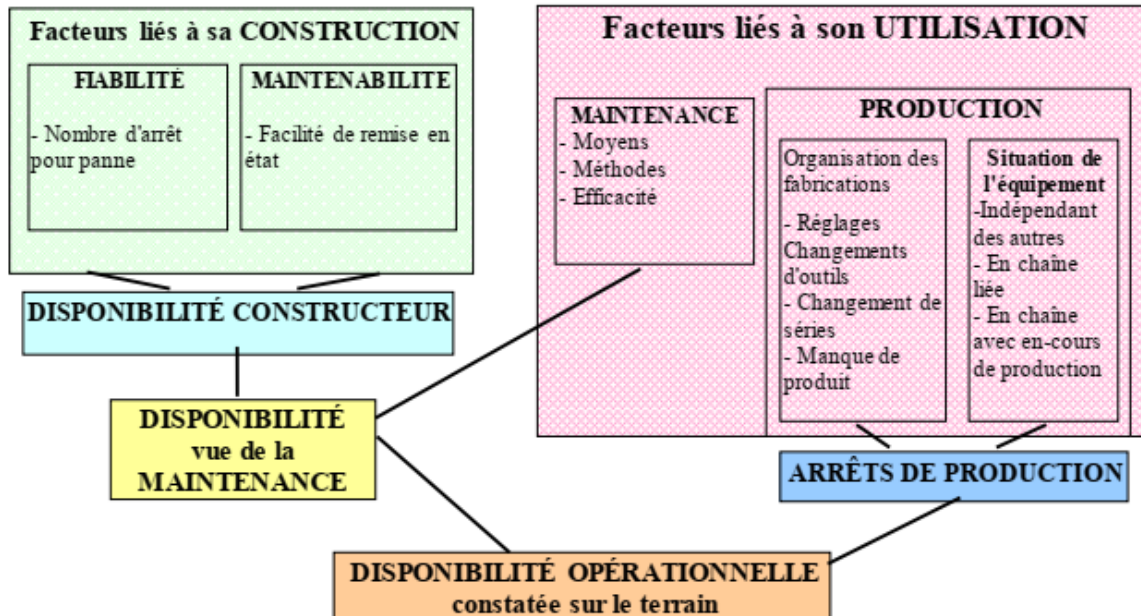 Facteurs liés à sa CONSTRUCTION
FIABILITÉ
- Nombre d'arrêt
pour panne
MAINTENABILITE
- Facilité de remise en
état
DISPONIBILITÉ CONSTRUCTEUR
Facteurs liés à son UTILISATION
MAINTENANCE
- Moyens
- Méthodes
- Efficacité
PRODUCTION
Organisation des
fabrications
- Réglages
Changements
d'outils
- Changement de
séries
- Manque de
produit
Situation de
l'équipement
-Indépendant
des autres
- En chaîne
liée
- En chaîne
avec en-cours
de production
DISPONIBILITÉ
vue de la
MAINTENANCE
ARRÊTS DE PRODUCTION
DISPONIBILITÉ OPÉRATIONNELLE
constatée sur le terrain